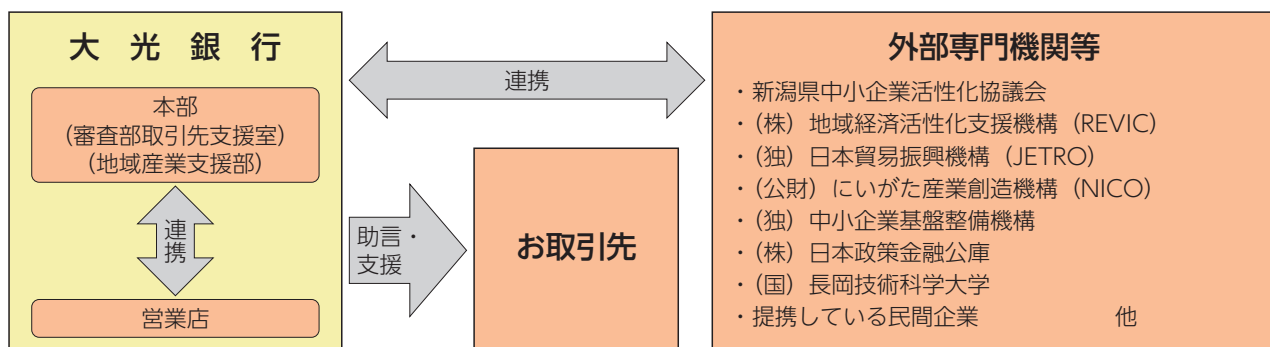 大光銀行
本部
(審査部取引先支援室)
(地域産業支援部)
連携
営業店
連携
助言・
支援
お取引先
外部専門機関等
・新潟県中小企業活性化協議会
・(株)地域経済活性化支援機構(REVIC)
・(独)日本貿易振興機構(JETRO)
・(公財)にいがた産業創造機構(NICO)
・(独)中小企業基盤整備機構
・(株)日本政策金融公庫
・(国)長岡技術科学大学
・提携している民間企業 他